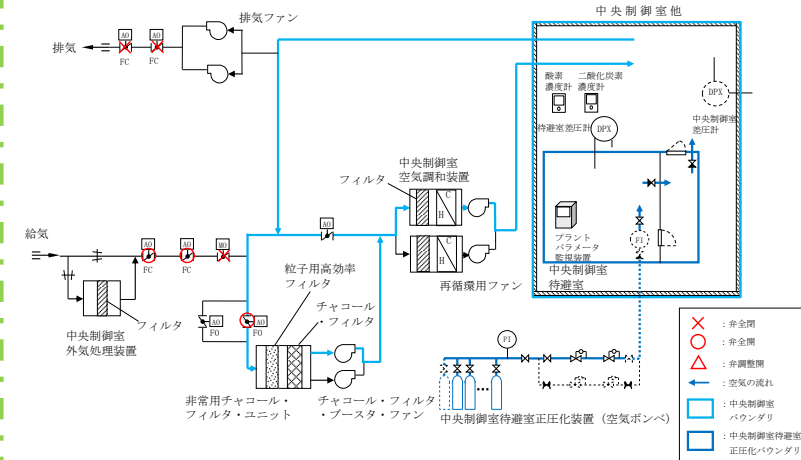 中央制御室他
排気ファン
排気
AO
AO
FC
FC
酸素
濃度計
二酸化炭素
濃度計
DPX
中央制御室
差圧計
待避室差圧計
DPX
中央制御室
空気調和装置
フィルタ
C
H
C
H
再循環用ファン
AO
給気
AO
AO
MO
FC
FC
フィルタ
中央制御室
外気処理装置
粒子用高効率
フィルタ
チャコール
・フィルタ
AO
FO
AO
FO
非常用チャコール・
フィルタ・ユニット
チャコール・フィルタ
・ブースタ・ファン
プラント
パラメータ
監視装置
FI
中央制御室
待避室
PI
中央制御室待避室正圧化装置（空気ボンベ）
：弁全閉
：弁全開
：弁調整開
：空気の流れ
：中央制御室
バウンダリ
：中央制御室待避室
正圧化バウンダリ